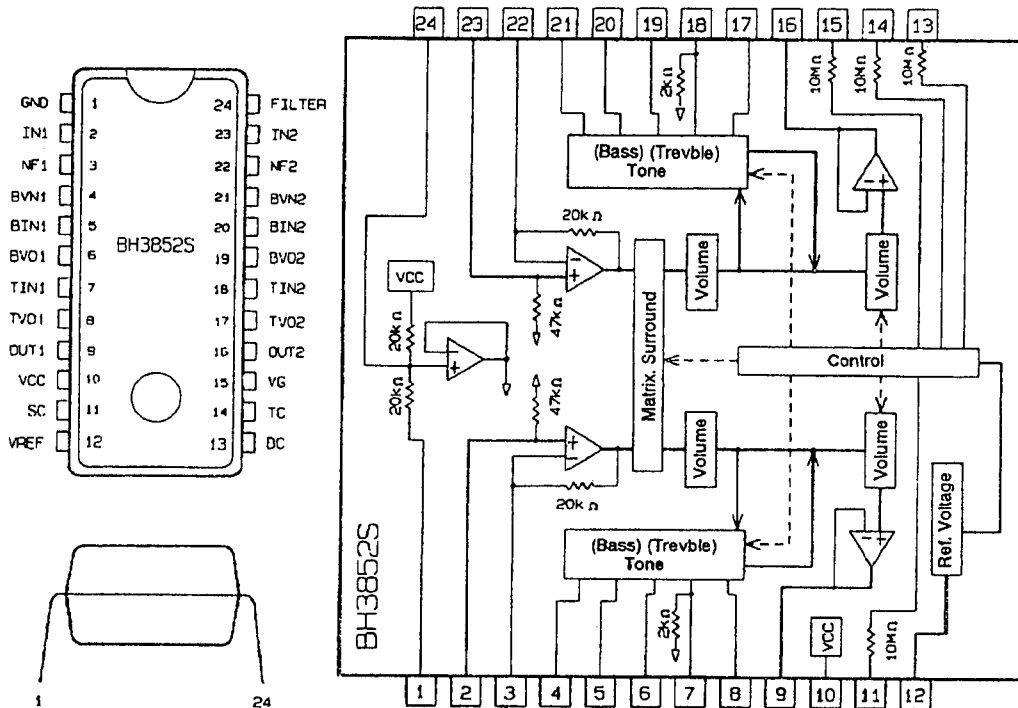 24 23 22 21 20 19 18 17 16 15 14 13
GND 1 24 FILTER
IN1 2 23 IN2
NF1 3 22 NF2
BVN1 4 21 BVN2
BIN1 5 20 BIN2
BVO1 6 19 BVO2
TIN1 7 18 TIN2
TVO1 8 17 TVO2
OUT1 9 16 OUT2
VCC 10 15 VG
SC 11 14 TC
VREF 12 13 DC
BH3852S
1 24
2kΩ
10MΩ
10MΩ
10MΩ
(Bass) (Trevble)
Tone
20kΩ
VCC
20kΩ
20kΩ
47kΩ
47kΩ
Matrix. Surround
Volume
Volume
Control
Volume
Volume
20kΩ
(Bass) (Trevble)
Tone
Ref. Voltage
2kΩ
VCC
10MΩ
BH3852S
1 2 3 4 5 6 7 8 9 10 11 12